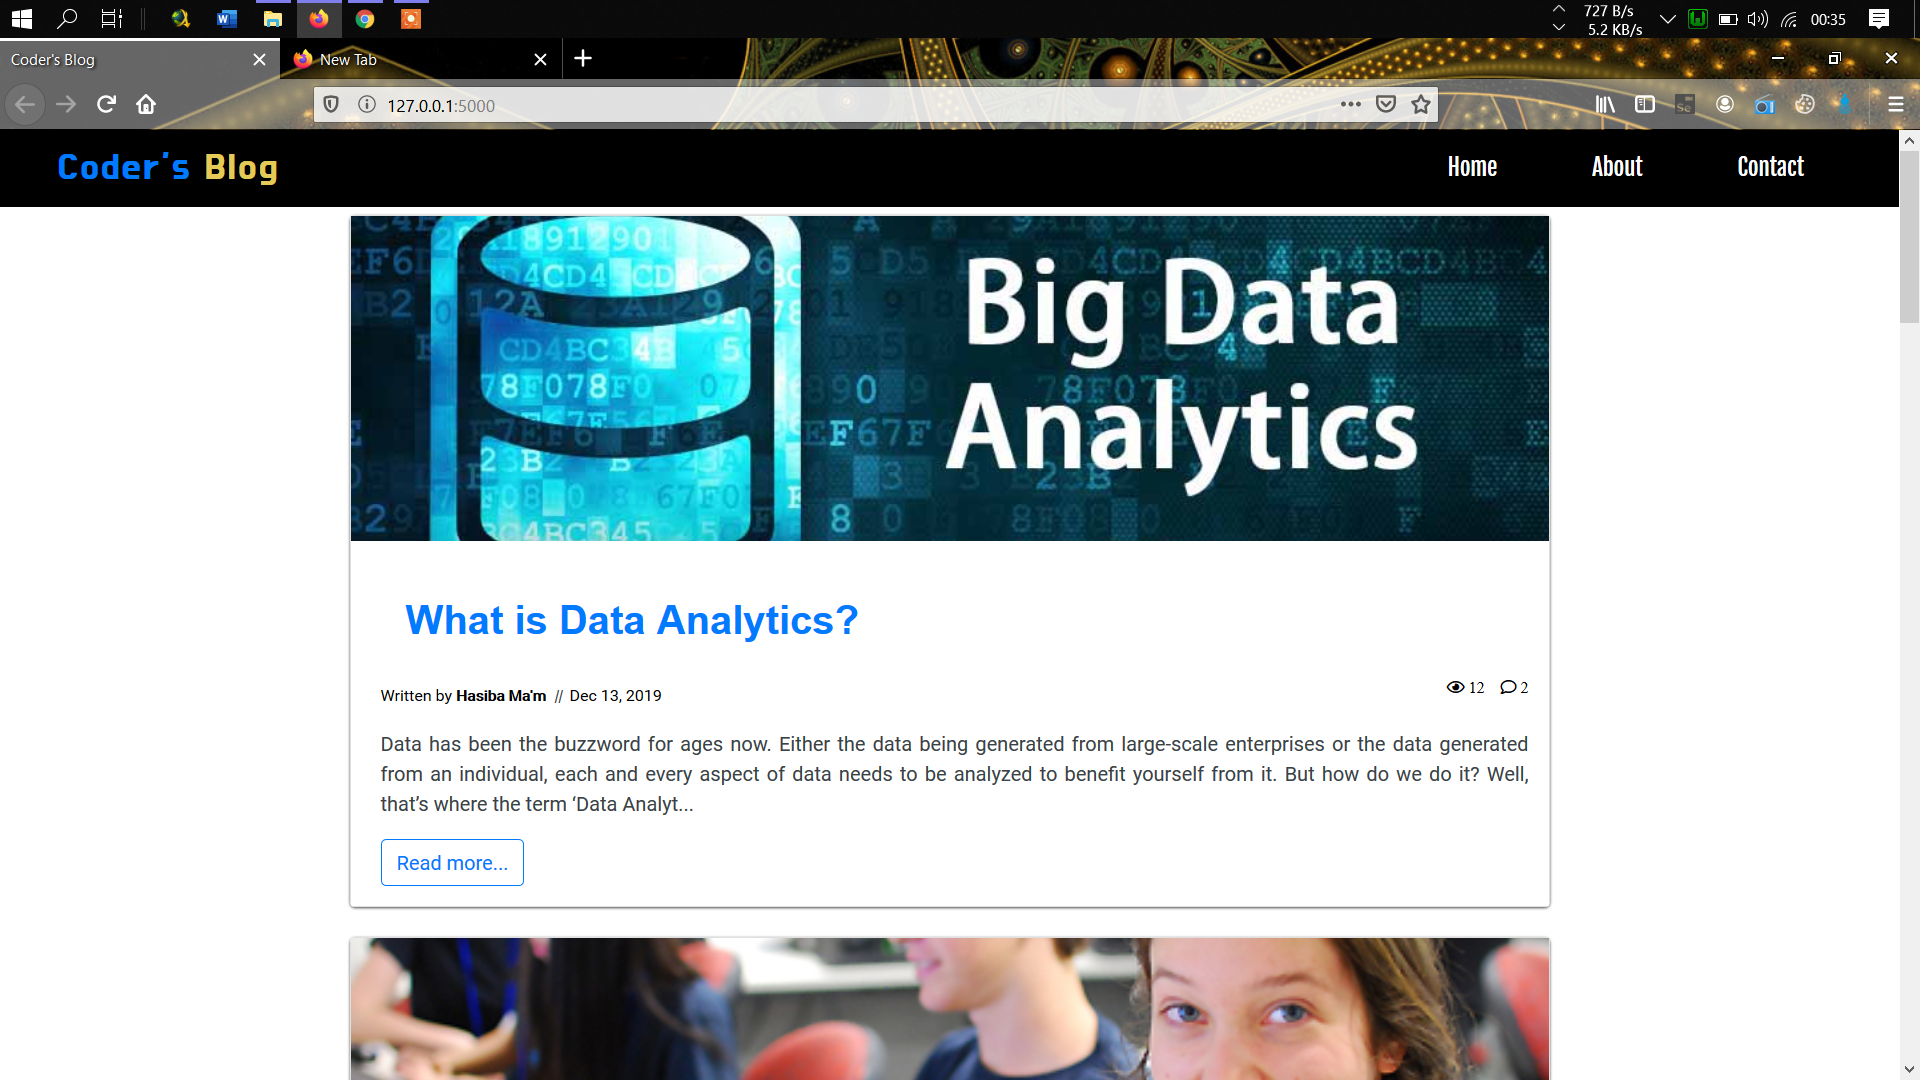 727 B/s
5.2 KB/s
00:35
Coder's Blog
New Tab
127.0.0.1:5000
Coder's Blog
Home
About
Contact
Big Data
Analytics
What is Data Analytics?
Written by Hasiba Ma'm // Dec 13, 2019
12
2
Data has been the buzzword for ages now. Either the data being generated from large-scale enterprises or the data generated
from an individual, each and every aspect of data needs to be analyzed to benefit yourself from it. But how do we do it? Well,
that’s where the term ‘Data Analyt...
Read more...